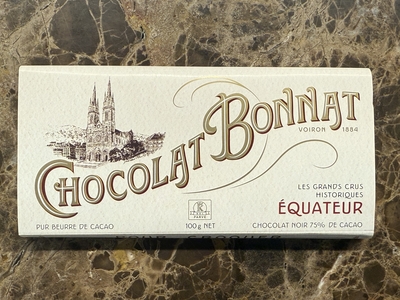 CHOCOLAT BONNAT
VOIRON 1884
LES GRANDS CRUS
HISTORIQUES
ÉQUATEUR
PUR BEURRE DE CACAO
100g NET
CHOCOLAT NOIR 75% DE CACAO